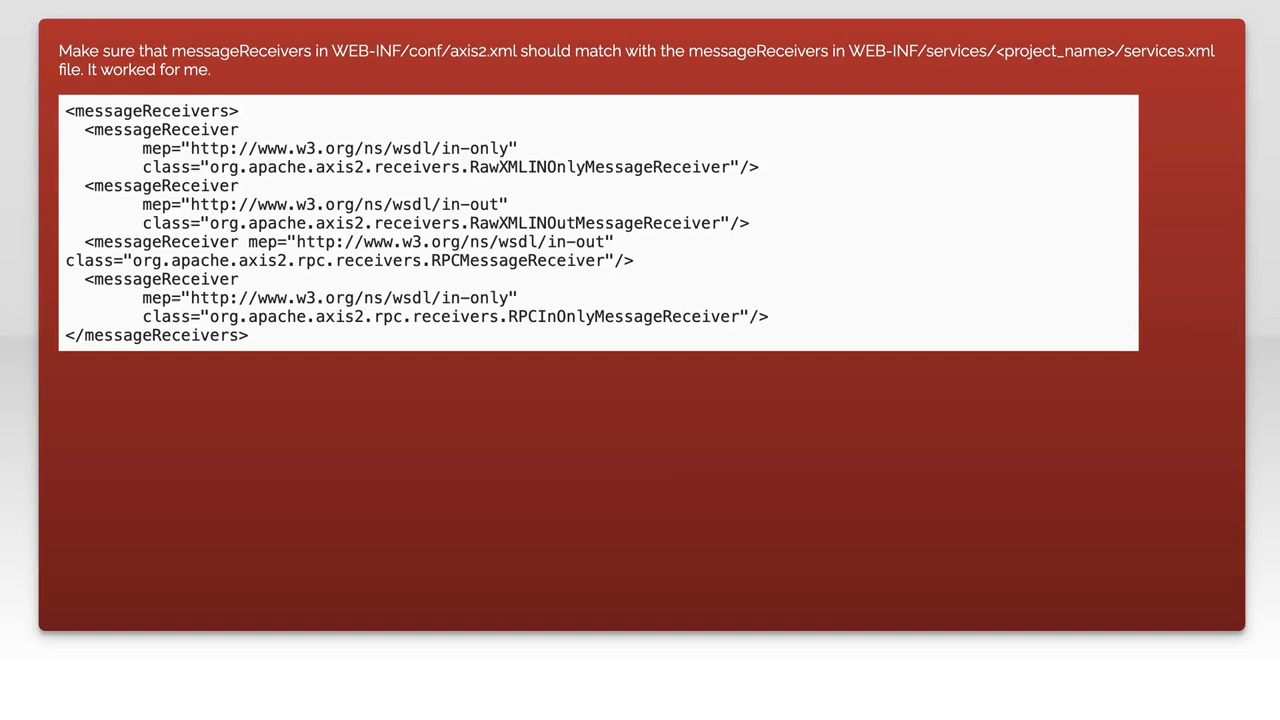 Make sure that messageReceivers in WEB-INF/conf/axis2.xml should match with the messageReceivers in WEB-INF/services/<project_name>/services.xml
file. It worked for me.
<messageReceivers>
  <messageReceiver
        mep="http://www.w3.org/ns/wsdl/in-only"
        class="org.apache.axis2.receivers.RawXMLINOnlyMessageReceiver"/>
  <messageReceiver
        mep="http://www.w3.org/ns/wsdl/in-out"
        class="org.apache.axis2.receivers.RawXMLINOutMessageReceiver"/>
  <messageReceiver mep="http://www.w3.org/ns/wsdl/in-out"
class="org.apache.axis2.rpc.receivers.RPCMessageReceiver"/>
  <messageReceiver
        mep="http://www.w3.org/ns/wsdl/in-only"
        class="org.apache.axis2.rpc.receivers.RPCInOnlyMessageReceiver"/>
</messageReceivers>